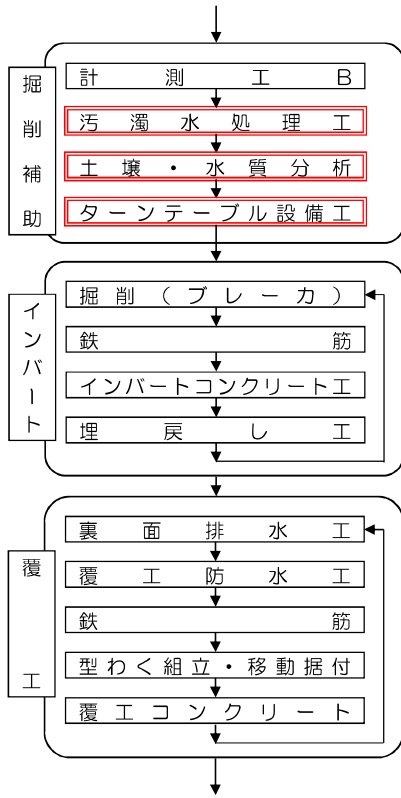 掘削補助
計測工B
汚濁水処理工
土壌・水質分析
ターンテーブル設備工
インバート
掘削(ブレーカ)
鉄筋
インバートコンクリート工
埋戻し工
覆工
裏面排水工
覆工防水工
鉄筋
型わく組立・移動据付
覆工コンクリート